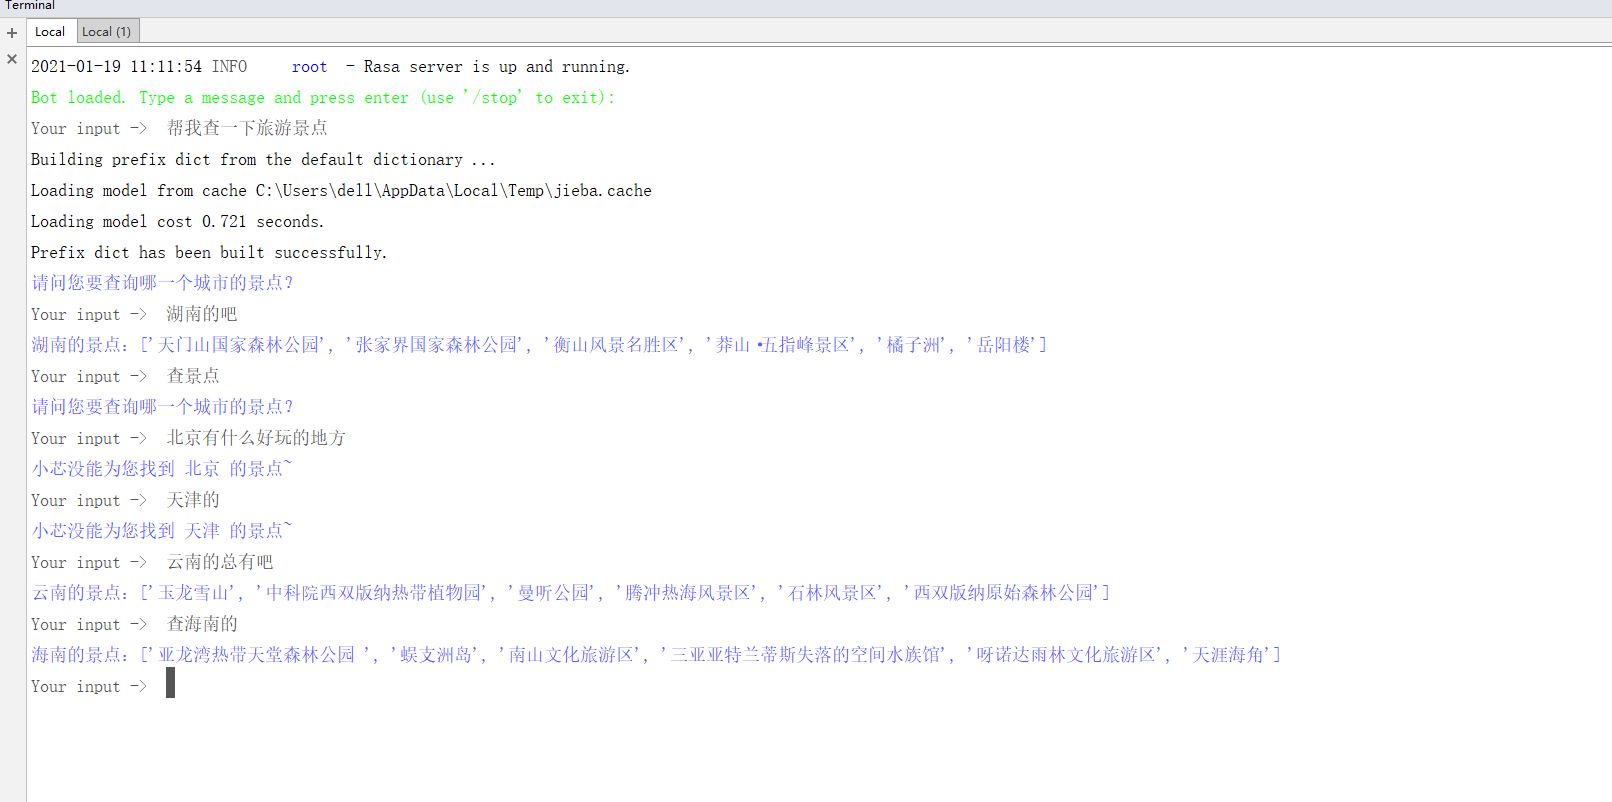 Terminal
Local Local (1)
2021-01-19 11:11:54 INFO root - Rasa server is up and running.
Bot loaded. Type a message and press enter (use '/stop' to exit):
Your input -> 帮我查一下旅游景点
Building prefix dict from the default dictionary ...
Loading model from cache C:\Users\dell\AppData\Local\Temp\jieba.cache
Loading model cost 0.721 seconds.
Prefix dict has been built successfully.
请问您要查询哪一个城市的景点？
Your input -> 湖南的吧
湖南的景点: ['天门山国家森林公园', '张家界国家森林公园', '衡山风景名胜区', '莽山·五指峰景区', '橘子洲', '岳阳楼']
Your input -> 查景点
请问您要查询哪一个城市的景点？
Your input -> 北京有什么好玩的地方
小芯没能为您找到 北京 的景点~
Your input -> 天津的
小芯没能为您找到 天津 的景点~
Your input -> 云南的总有吧
云南的景点: ['玉龙雪山', '中科院西双版纳热带植物园', '曼听公园', '腾冲热海风景区', '石林风景区', '西双版纳原始森林公园']
Your input -> 查海南的
海南的景点: ['亚龙湾热带天堂森林公园 ', '蜈支洲岛', '南山文化旅游区', '三亚亚特兰蒂斯失落的空间水族馆', '呀诺达雨林文化旅游区', '天涯海角']
Your input ->